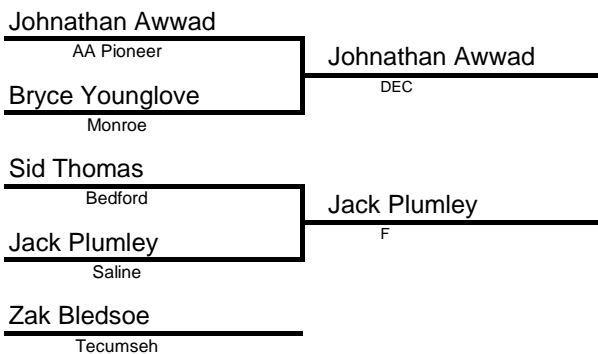 Johnathan Awwad
AA Pioneer
Johnathan Awwad
DEC
Bryce Younglove
Monroe
Sid Thomas
Bedford
Jack Plumley
F
Jack Plumley
Saline
Zak Bledsoe
Tecumseh